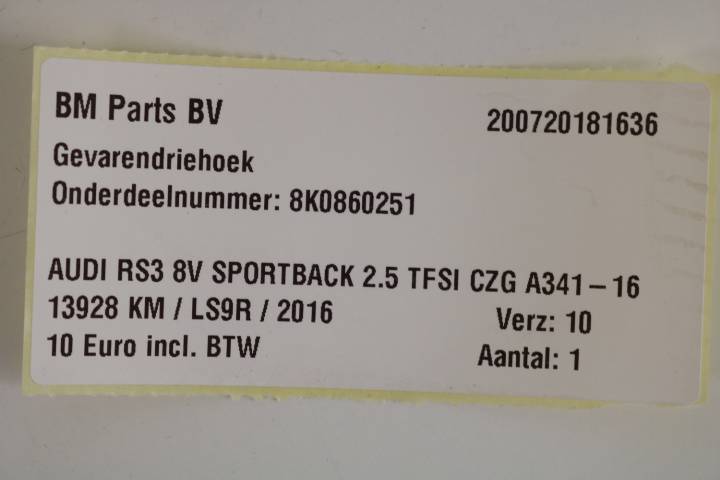 BM Parts BV 200720181636
Gevarendriehoek
Onderdeelnummer: 8K0860251
AUDI RS3 8V SPORTBACK 2.5 TFSI CZG A341-16
13928 KM / LS9R / 2016 Verz: 10
10 Euro incl. BTW Aantal: 1